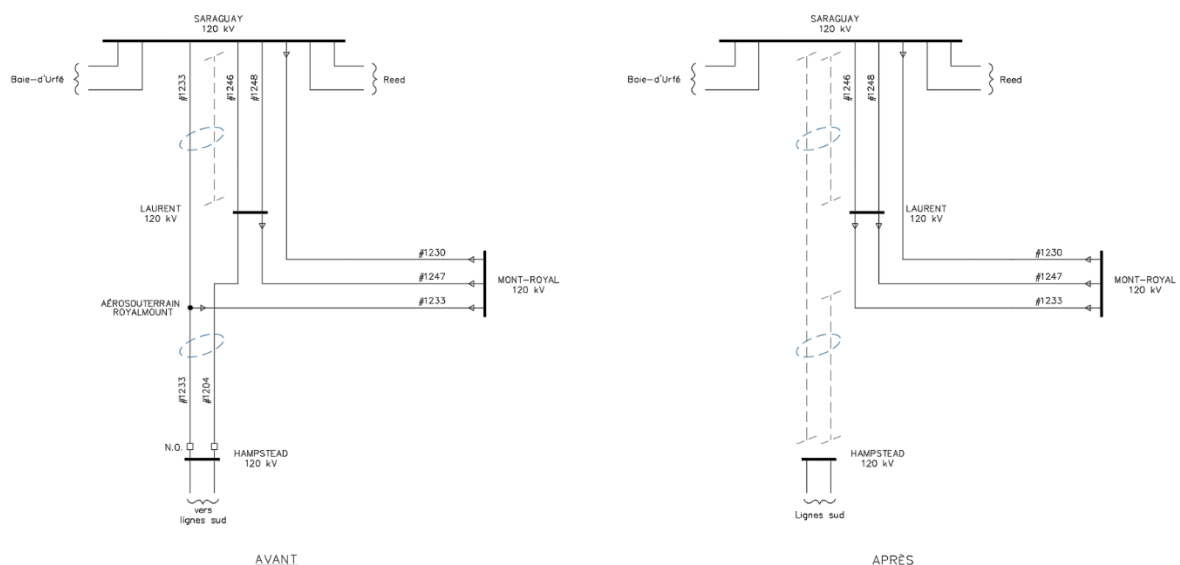 SARAGUAY
120 kV
Baie-d'Urfé
Reed
#1233
#1246
#1248
LAURENT
120 kV
#1230
#1247
#1233
MONT-ROYAL
120 kV
AÉROSOUTERRAIN
ROYALMOUNT
#1233
#1204
N.O.
HAMPSTEAD
120 kV
vers
lignes sud
AVANT
SARAGUAY
120 kV
Baie-d'Urfé
Reed
#1246
#1248
LAURENT
120 kV
#1230
#1247
#1233
MONT-ROYAL
120 kV
HAMPSTEAD
120 kV
Lignes sud
APRÈS